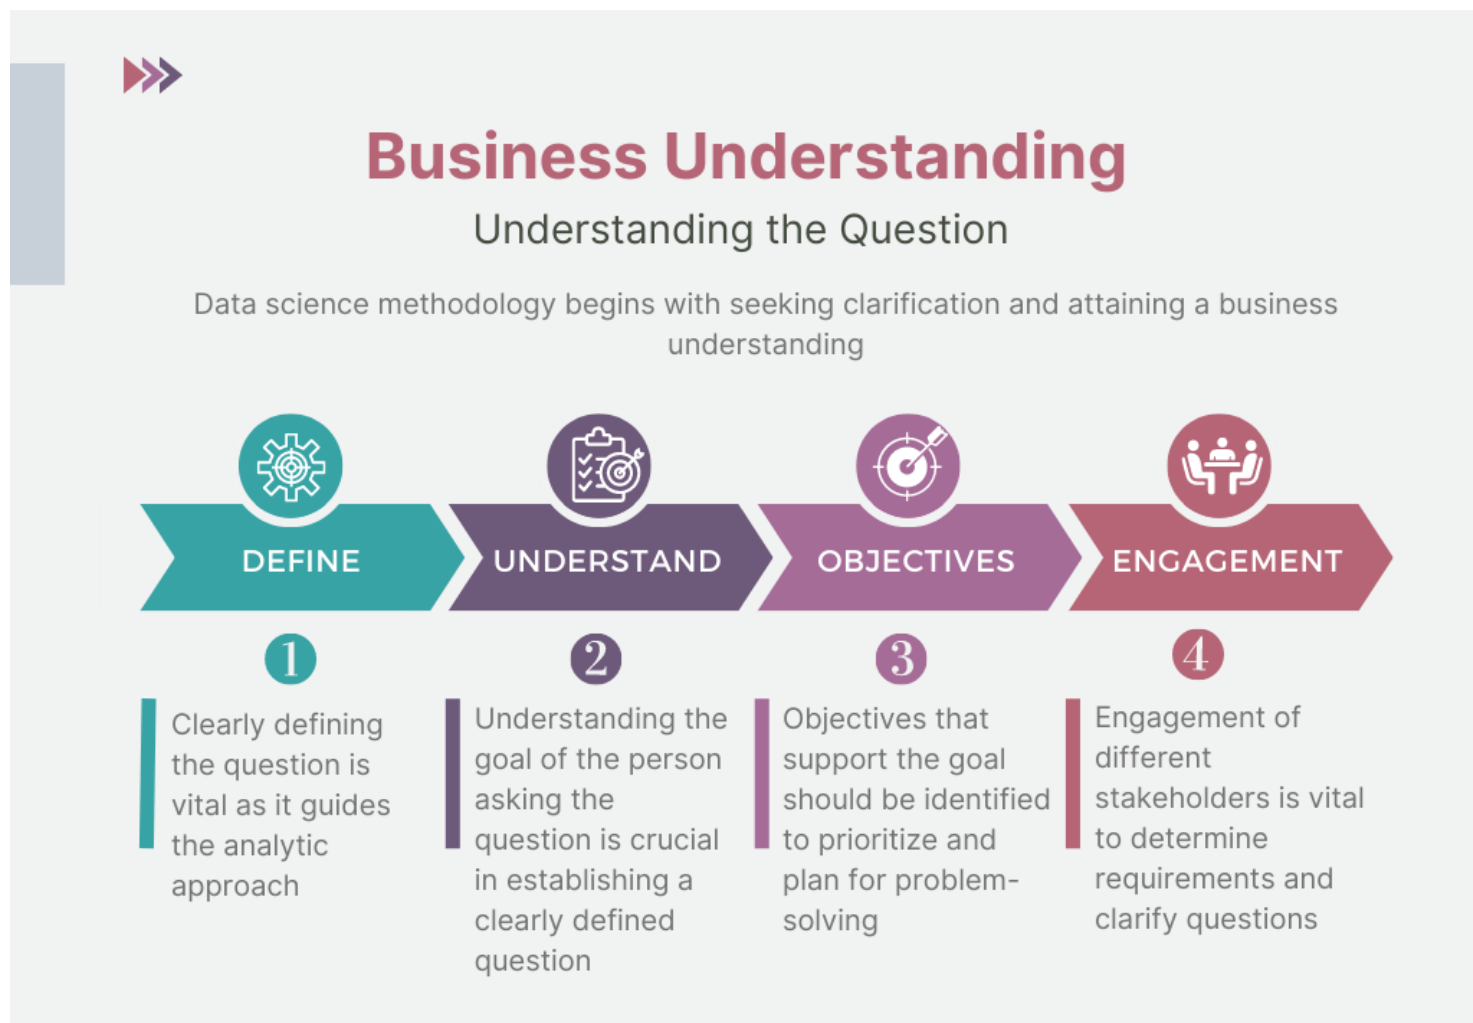 Business Understanding
Understanding the Question
Data science methodology begins with seeking clarification and attaining a business
understanding
DEFINE
UNDERSTAND
OBJECTIVES
ENGAGEMENT
1
Clearly defining
the question is
vital as it guides
the analytic
approach
2
Understanding the
goal of the person
asking the
question is crucial
in establishing a
clearly defined
question
3
Objectives that
support the goal
should be identified
to prioritize and
plan for problem-
solving
4
Engagement of
different
stakeholders is vital
to determine
requirements and
clarify questions